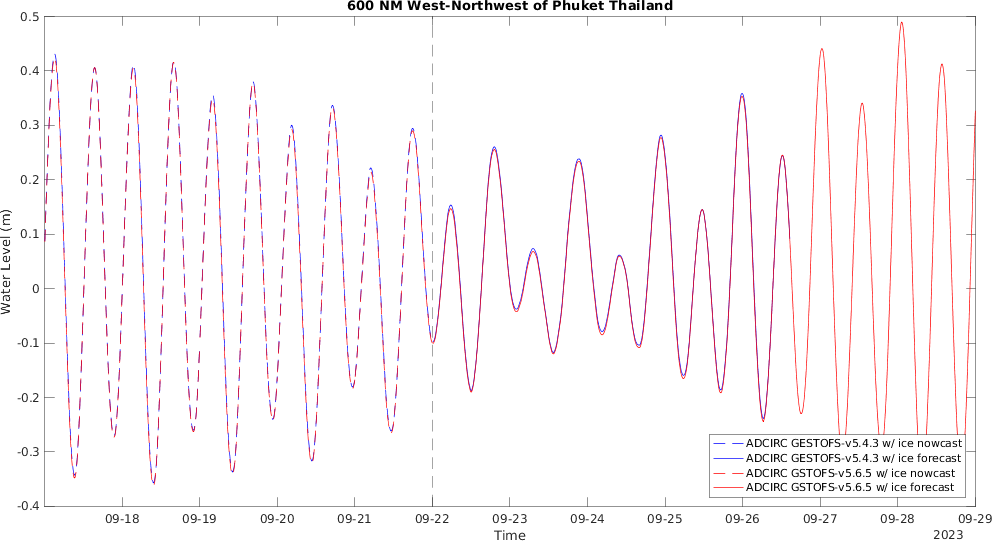 600 NM West-Northwest of Phuket Thailand
0.5
0.4
0.3
0.2
0.1
0
-0.1
-0.2
-0.3
-0.4
Water Level (m)
09-18 09-19 09-20 09-21 09-22 09-23 09-24 09-25 09-26 09-27 09-28 09-29
Time
2023
ADCIRC GESTOFS-v5.4.3 w/ ice nowcast
ADCIRC GESTOFS-v5.4.3 w/ ice forecast
ADCIRC GSTOFS-v5.6.5 w/ ice nowcast
ADCIRC GSTOFS-v5.6.5 w/ ice forecast